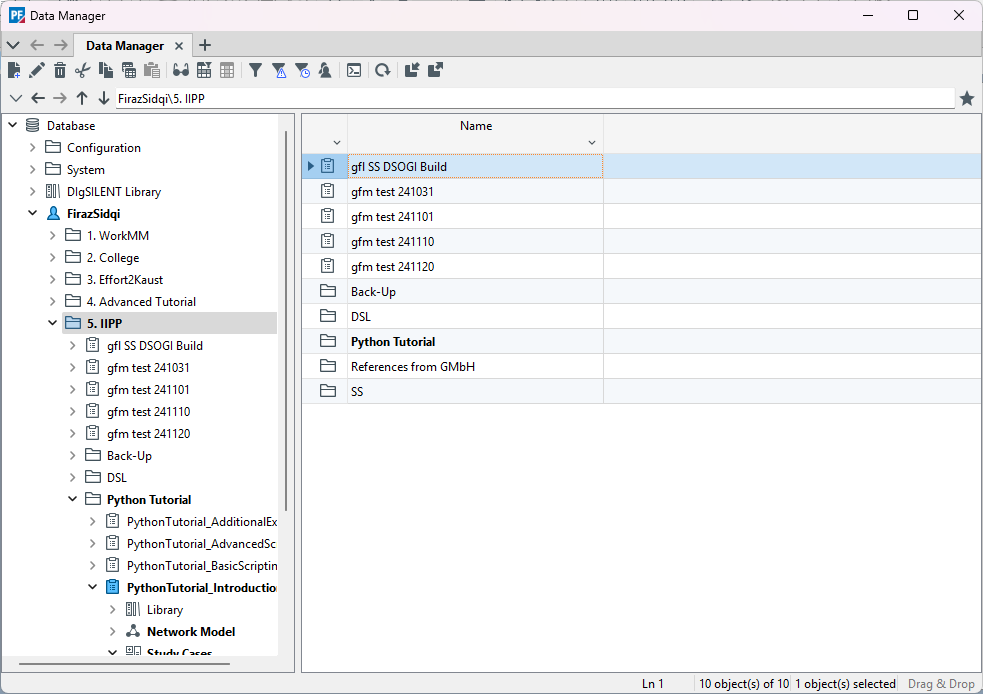 PF Data Manager
Data Manager
FirazSidqi\5. IIPP
Database
Configuration
System
DIgSILENT Library
FirazSidqi
1. WorkMM
2. College
3. Effort2Kaust
4. Advanced Tutorial
5. IIPP
gfl SS DSOGI Build
gfm test 241031
gfm test 241101
gfm test 241110
gfm test 241120
Back-Up
DSL
Python Tutorial
PythonTutorial_AdditionalEx
PythonTutorial_AdvancedSc
PythonTutorial_BasicScriptin
PythonTutorial_Introduction
Library
Network Model
Study Cases
Name
gfl SS DSOGI Build
gfm test 241031
gfm test 241101
gfm test 241110
gfm test 241120
Back-Up
DSL
Python Tutorial
References from GMbH
SS
Ln 1 10 object(s) of 10 1 object(s) selected Drag & Drop